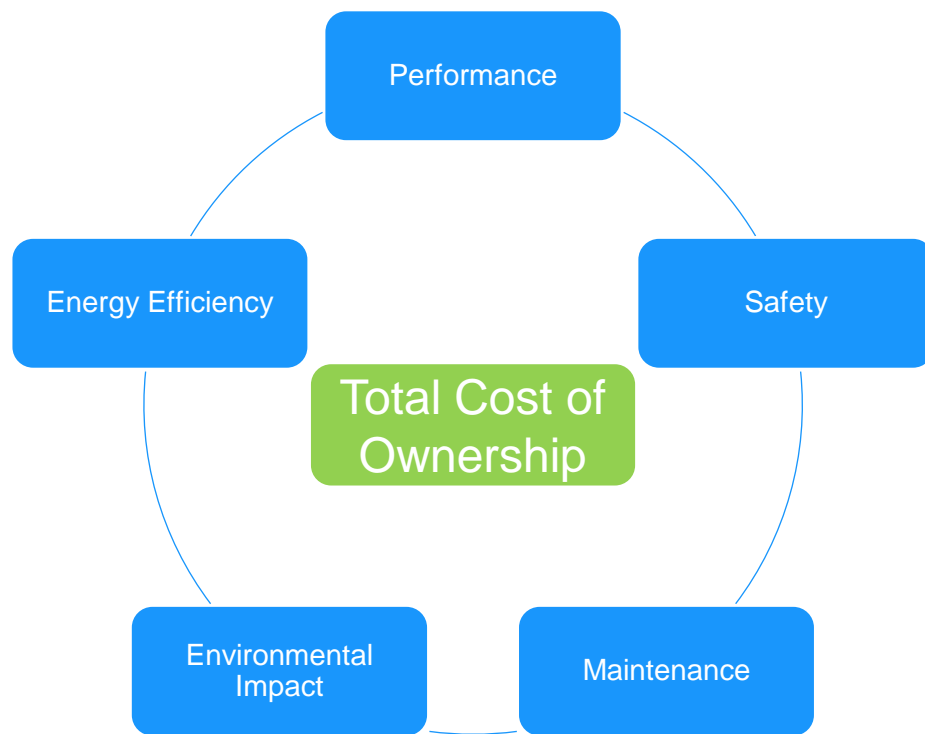 Performance
Energy Efficiency
Safety
Total Cost of
Ownership
Environmental
Impact
Maintenance